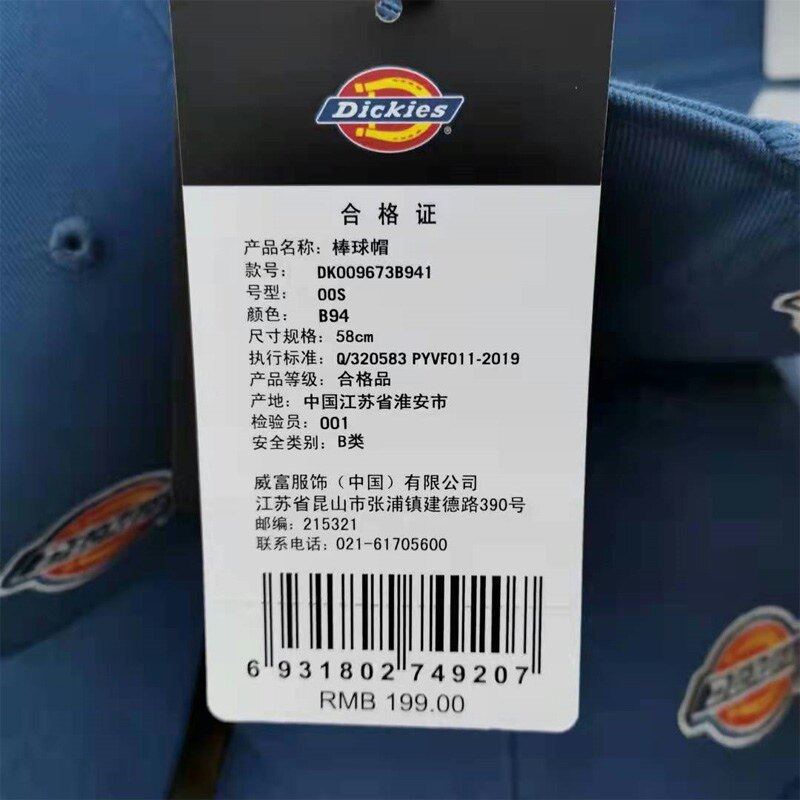 Dickies
®
合格证
产品名称: 棒球帽
款号: DK009673B941
号型: 00S
颜色: B94
尺寸规格: 58cm
执行标准: Q/320583 PYVF011-2019
产品等级: 合格品
产地: 中国江苏省淮安市
检验员: 001
安全类别: B类
威富服饰（中国）有限公司
江苏省昆山市张浦镇建德路390号
邮编: 215321
联系电话: 021-61705600
6 931802 749207
RMB 199.00